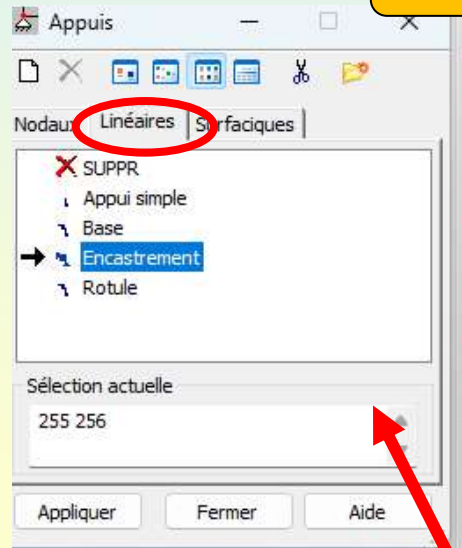 Appuis
Nodaux Linéaires Surfaciques
SUPPR
Appui simple
Base
Encastrement
Rotule
Sélection actuelle
255 256
Appliquer Fermer Aide